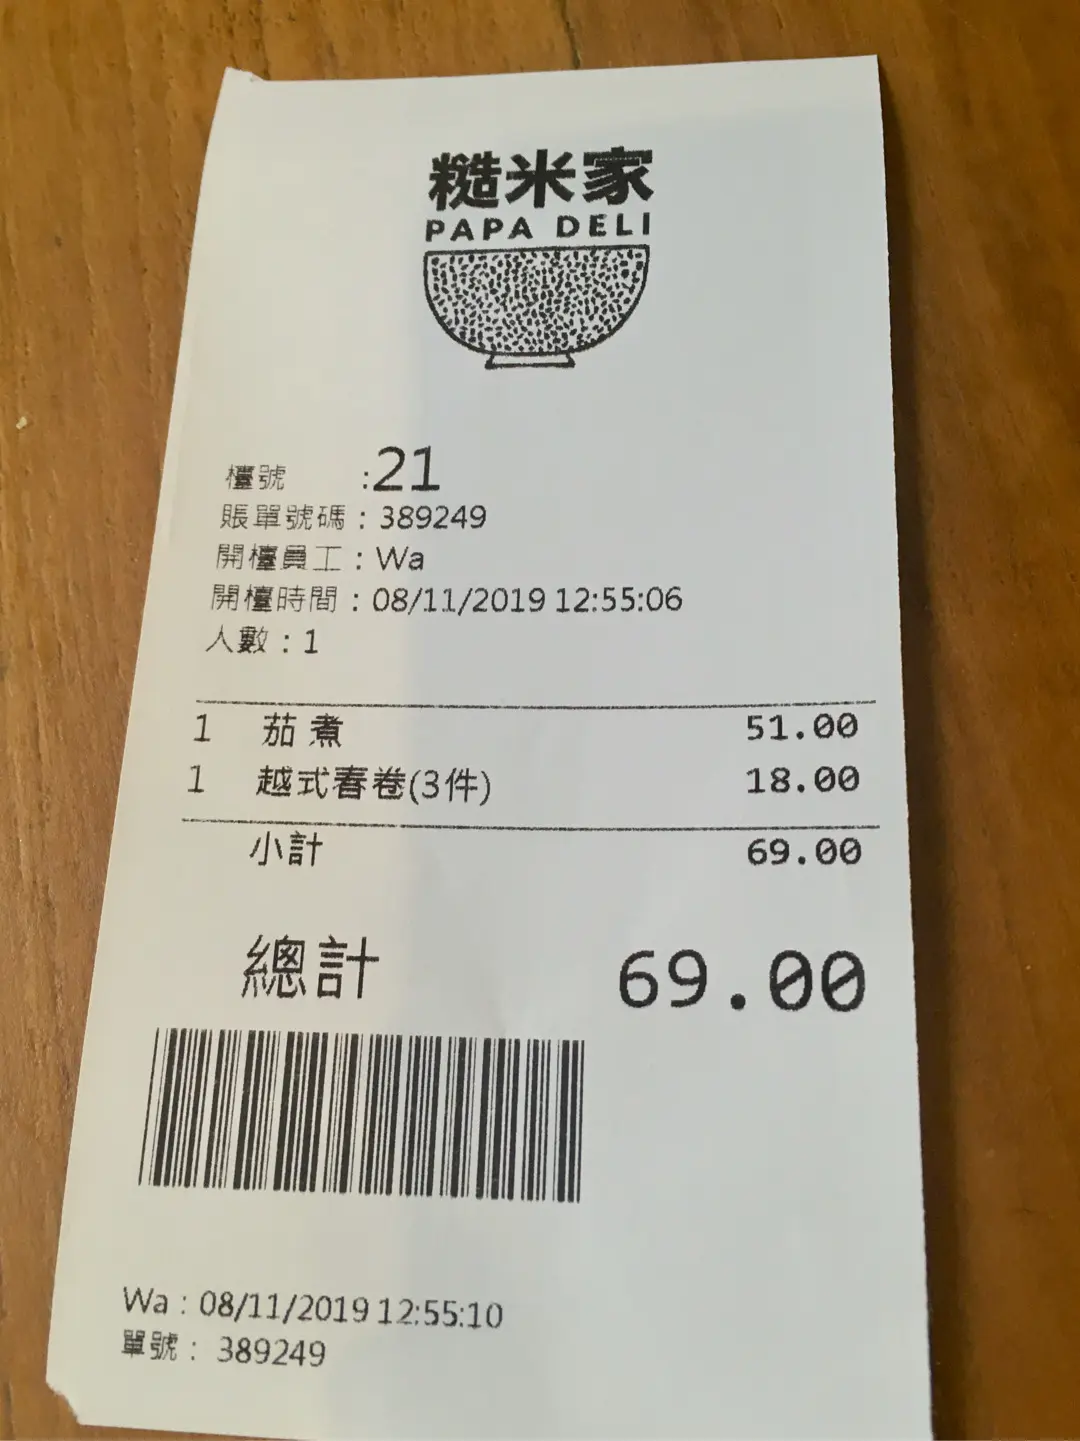 糙米家
PAPA DELI
檯號 :21
賬單號碼：389249
開檯員工：Wa
開檯時間：08/11/2019 12:55:06
人數：1
1 茄煮 51.00
1 越式春卷(3件) 18.00
小計 69.00
總計 69.00
Wa : 08/11/2019 12:55:10
單號： 389249